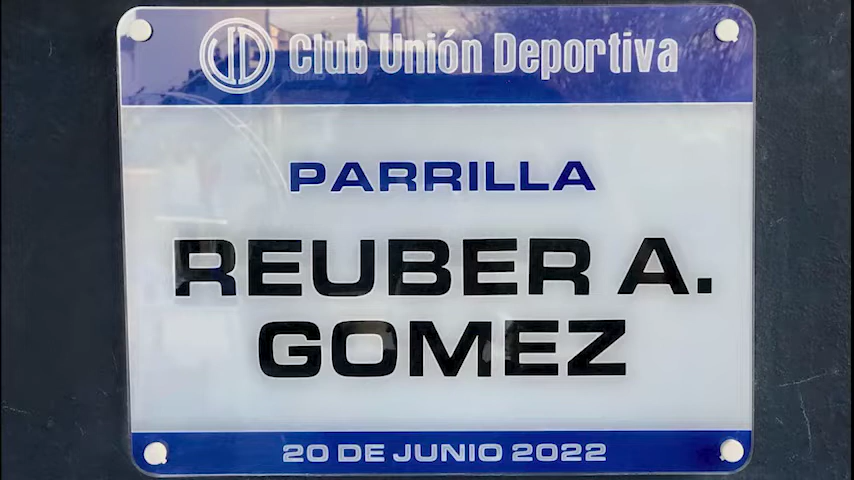 Club Unión Deportiva
PARRILLA
REUBER A.
GOMEZ
20 DE JUNIO 2022